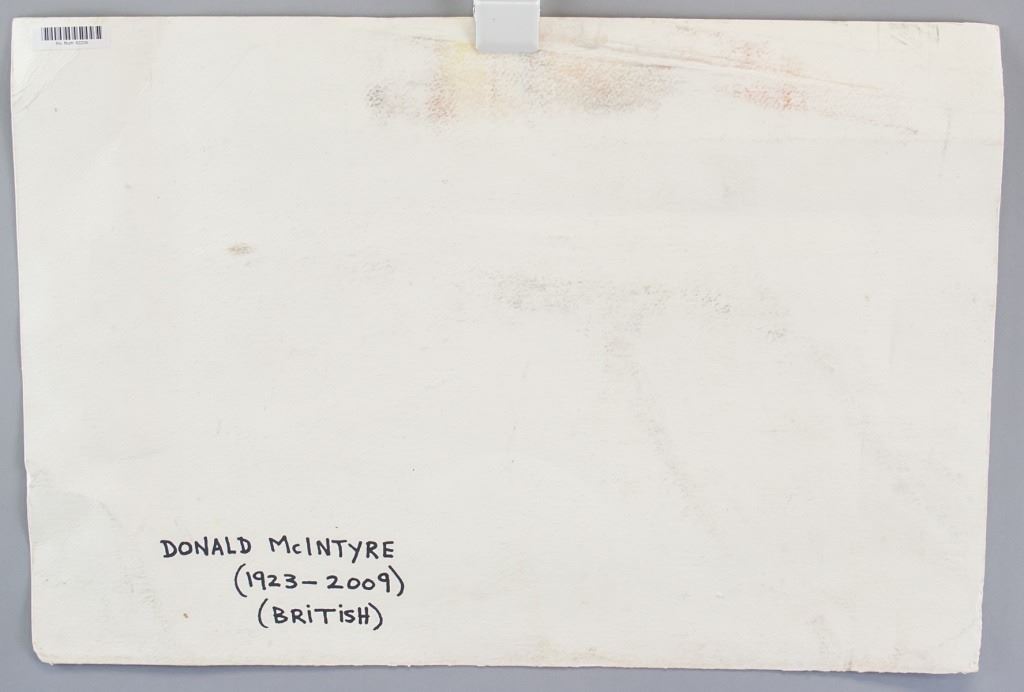 DONALD McINTYRE
(1923-2009)
(BRiTiSH)